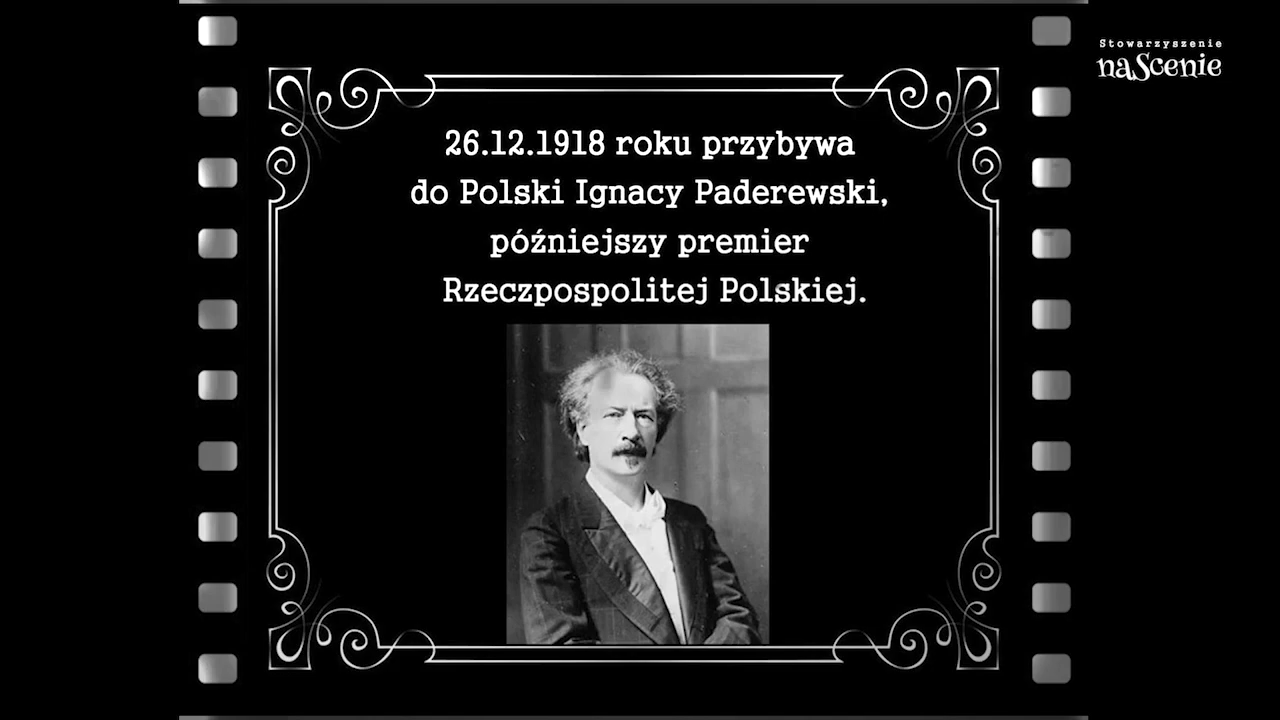 Stowarzyszenie
naScenie
26.12.1918 roku przybywa
do Polski Ignacy Paderewski,
późniejszy premier
Rzeczpospolitej Polskiej.